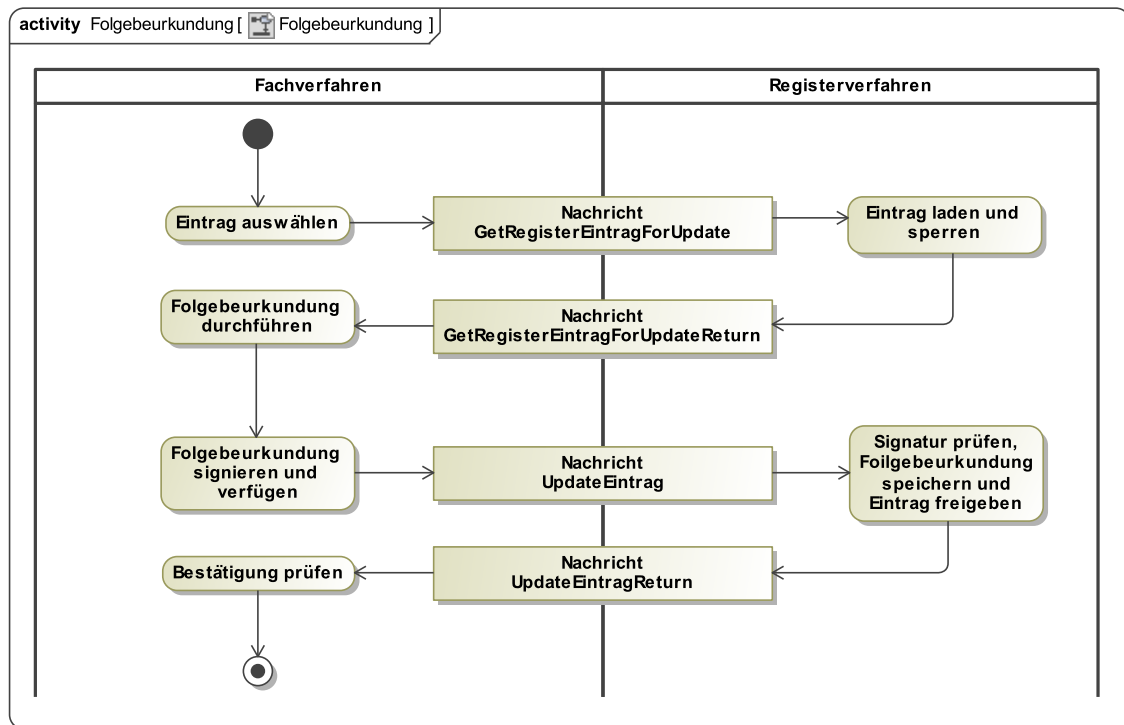 activity Folgebeurkundung [ Folgebeurkundung ]
Fachverfahren
Registerverfahren
Eintrag auswählen
Nachricht
GetRegisterEintragForUpdate
Eintrag laden und
sperren
Folgebeurkundung
durchführen
Nachricht
GetRegisterEintragForUpdateReturn
Folgebeurkundung
signieren und
verfügen
Nachricht
UpdateEintrag
Signatur prüfen,
Foilgebeurkundung
speichern und
Eintrag freigeben
Bestätigung prüfen
Nachricht
UpdateEintragReturn